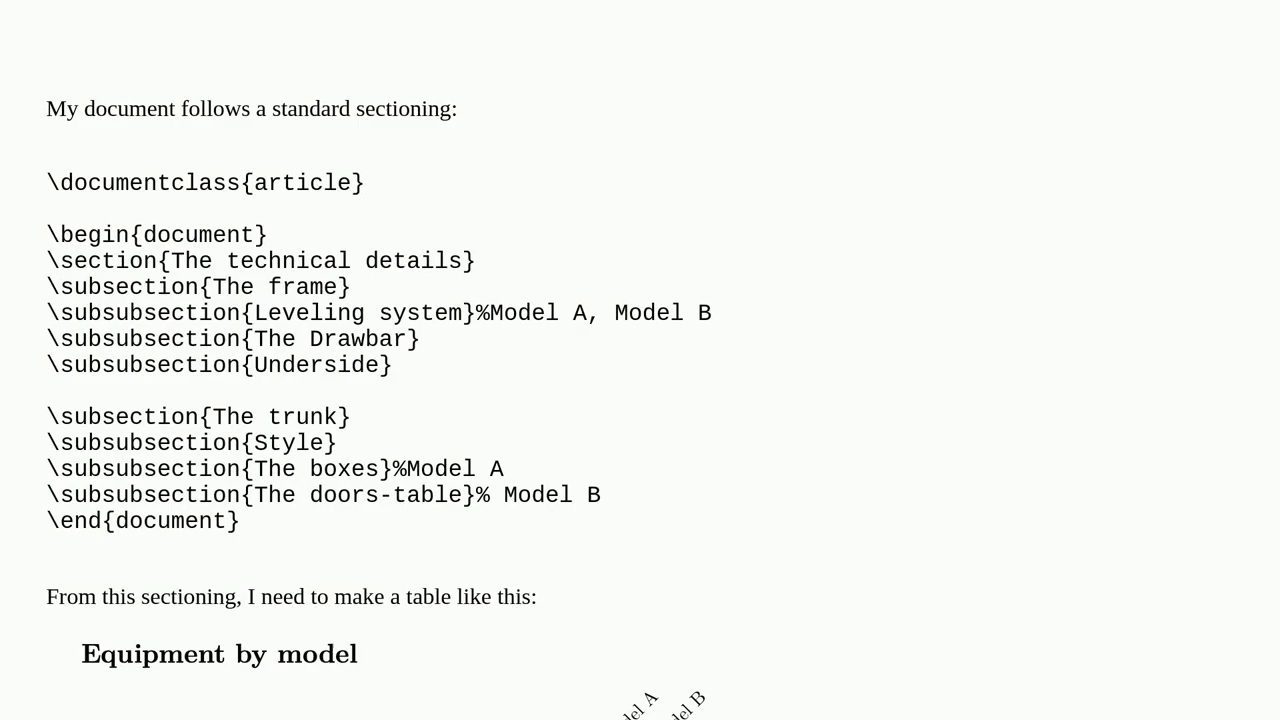 My document follows a standard sectioning:
\documentclass{article}
\begin{document}
\section{The technical details}
\subsection{The frame}
\subsubsection{Leveling system}%Model A, Model B
\subsubsection{The Drawbar}
\subsubsection{Underside}
\subsection{The trunk}
\subsubsection{Style}
\subsubsection{The boxes}%Model A
\subsubsection{The doors-table}% Model B
\end{document}
From this sectioning, I need to make a table like this:
Equipment by model
del A del B